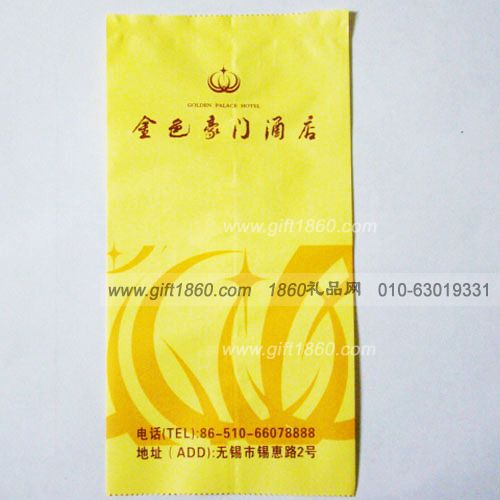 GOLDEN PALACE HOTEL
金色豪门酒店
www.gift1860.com
www.gift1860.com 1860礼品网 010-63019331
www.gift1860.com
电话(TEL):86-510-66078888
地址(ADD):无锡市锡惠路2号